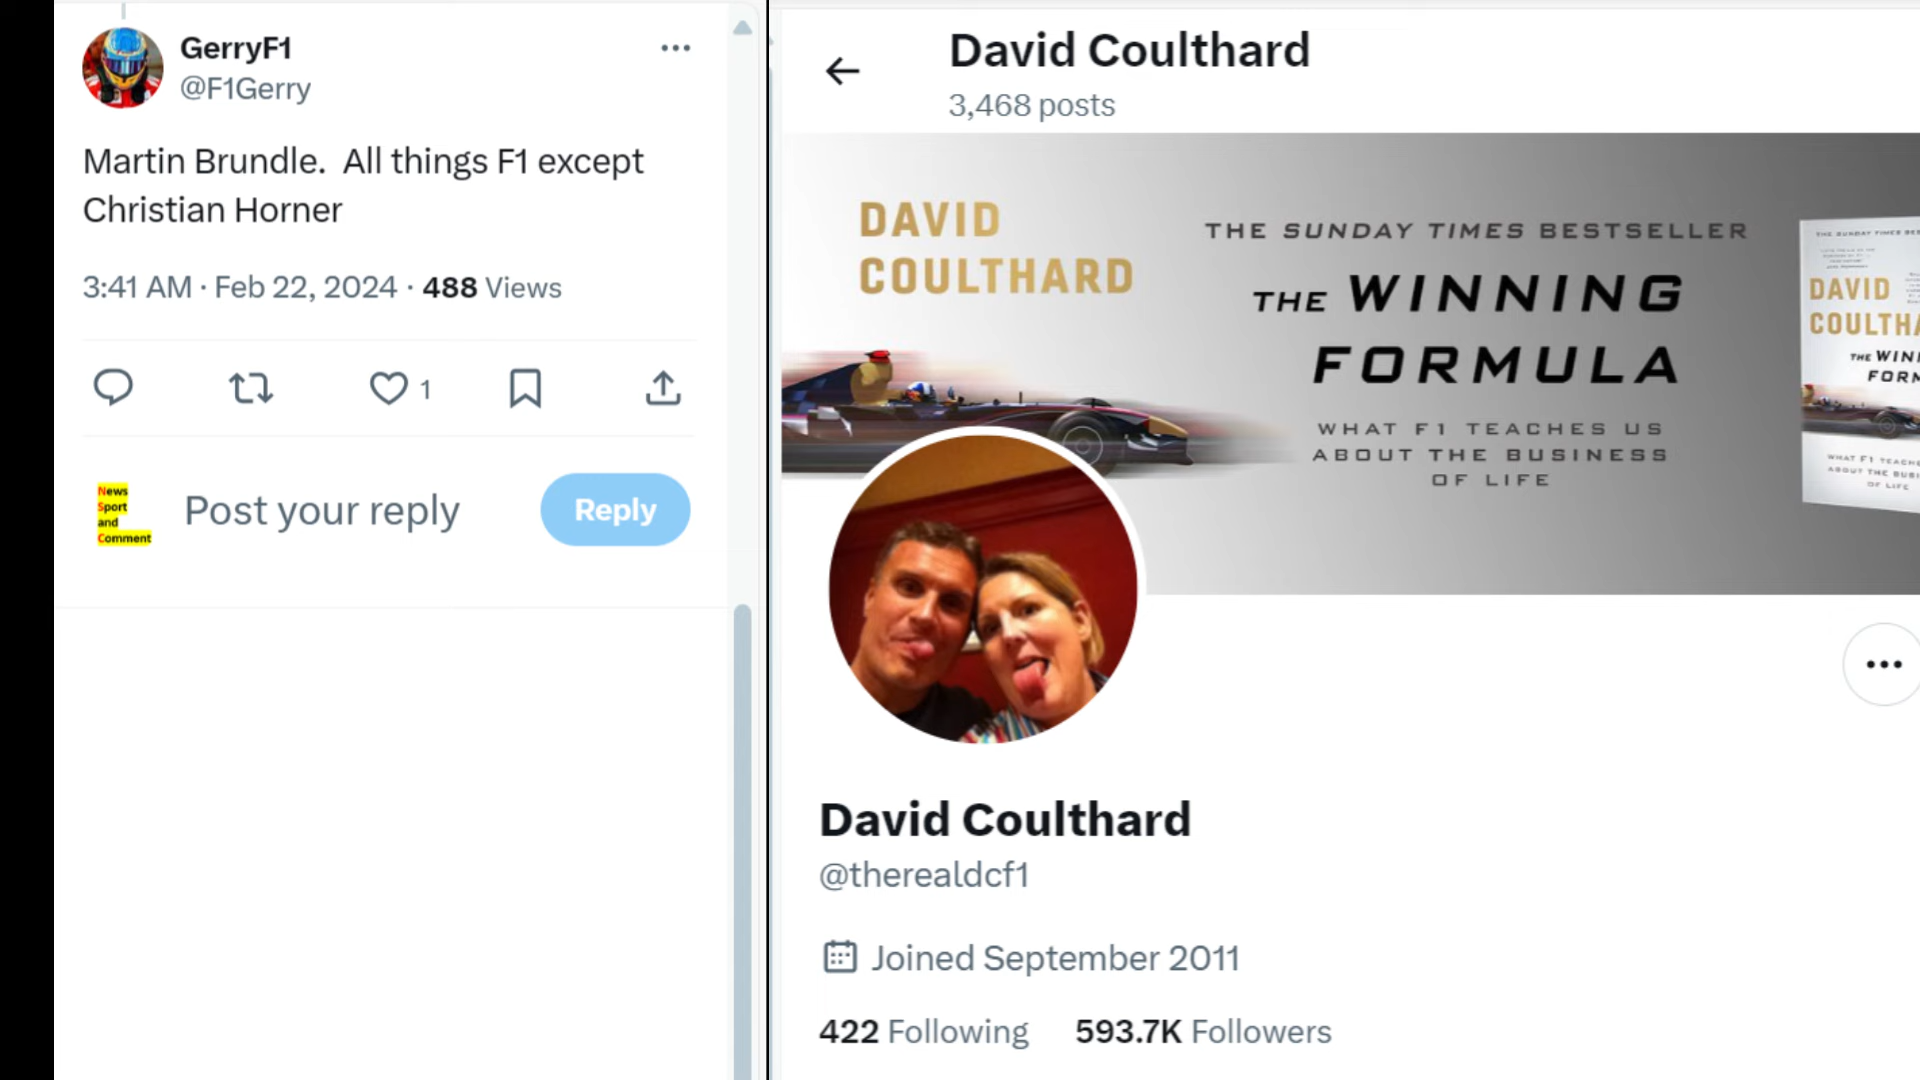 GerryF1
@F1Gerry
Martin Brundle.  All things F1 except
Christian Horner
3:41 AM · Feb 22, 2024 · 488 Views
1
News
Sport
and
Comment
Post your reply
Reply
David Coulthard
3,468 posts
DAVID
COULTHARD
THE SUNDAY TIMES BESTSELLER
THE WINNING
FORMULA
WHAT F1 TEACHES US
ABOUT THE BUSINESS
OF LIFE
DAVID
THE
OF LIFE
David Coulthard
@therealdcf1
Joined September 2011
422 Following 593.7K Followers